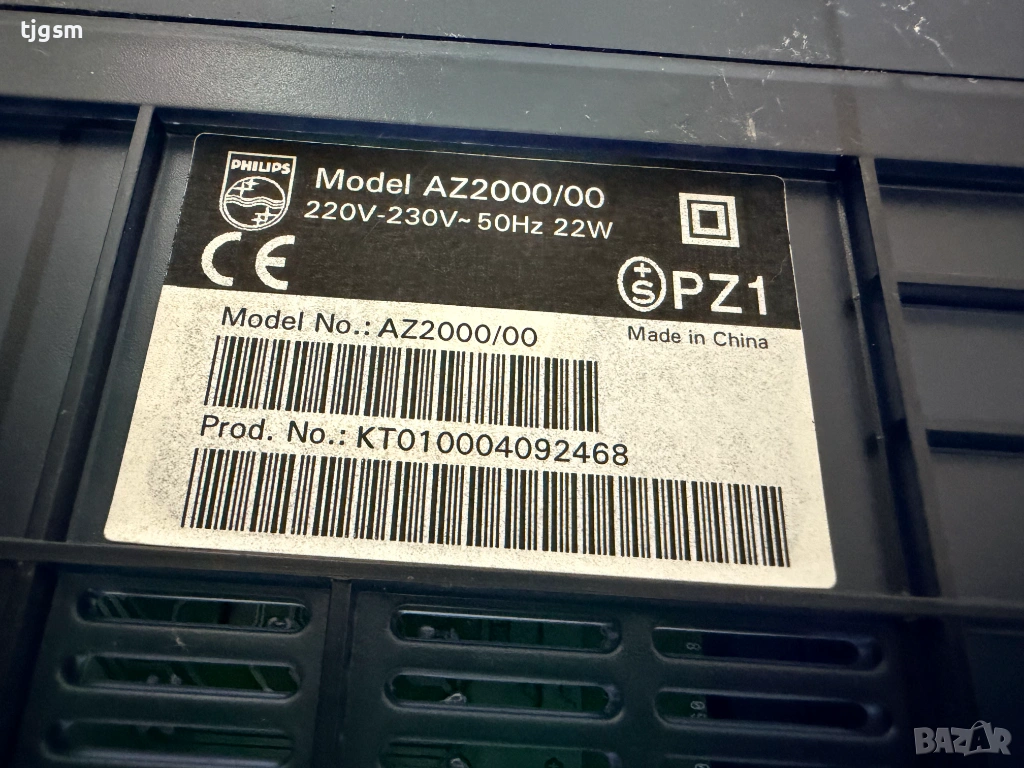 tjgsm
PHILIPS
Model AZ2000/00
220V-230V~ 50Hz 22W
CE
+S PZ1
Model No.: AZ2000/00
Made in China
Prod. No.: KT010004092468
8
BAZAR